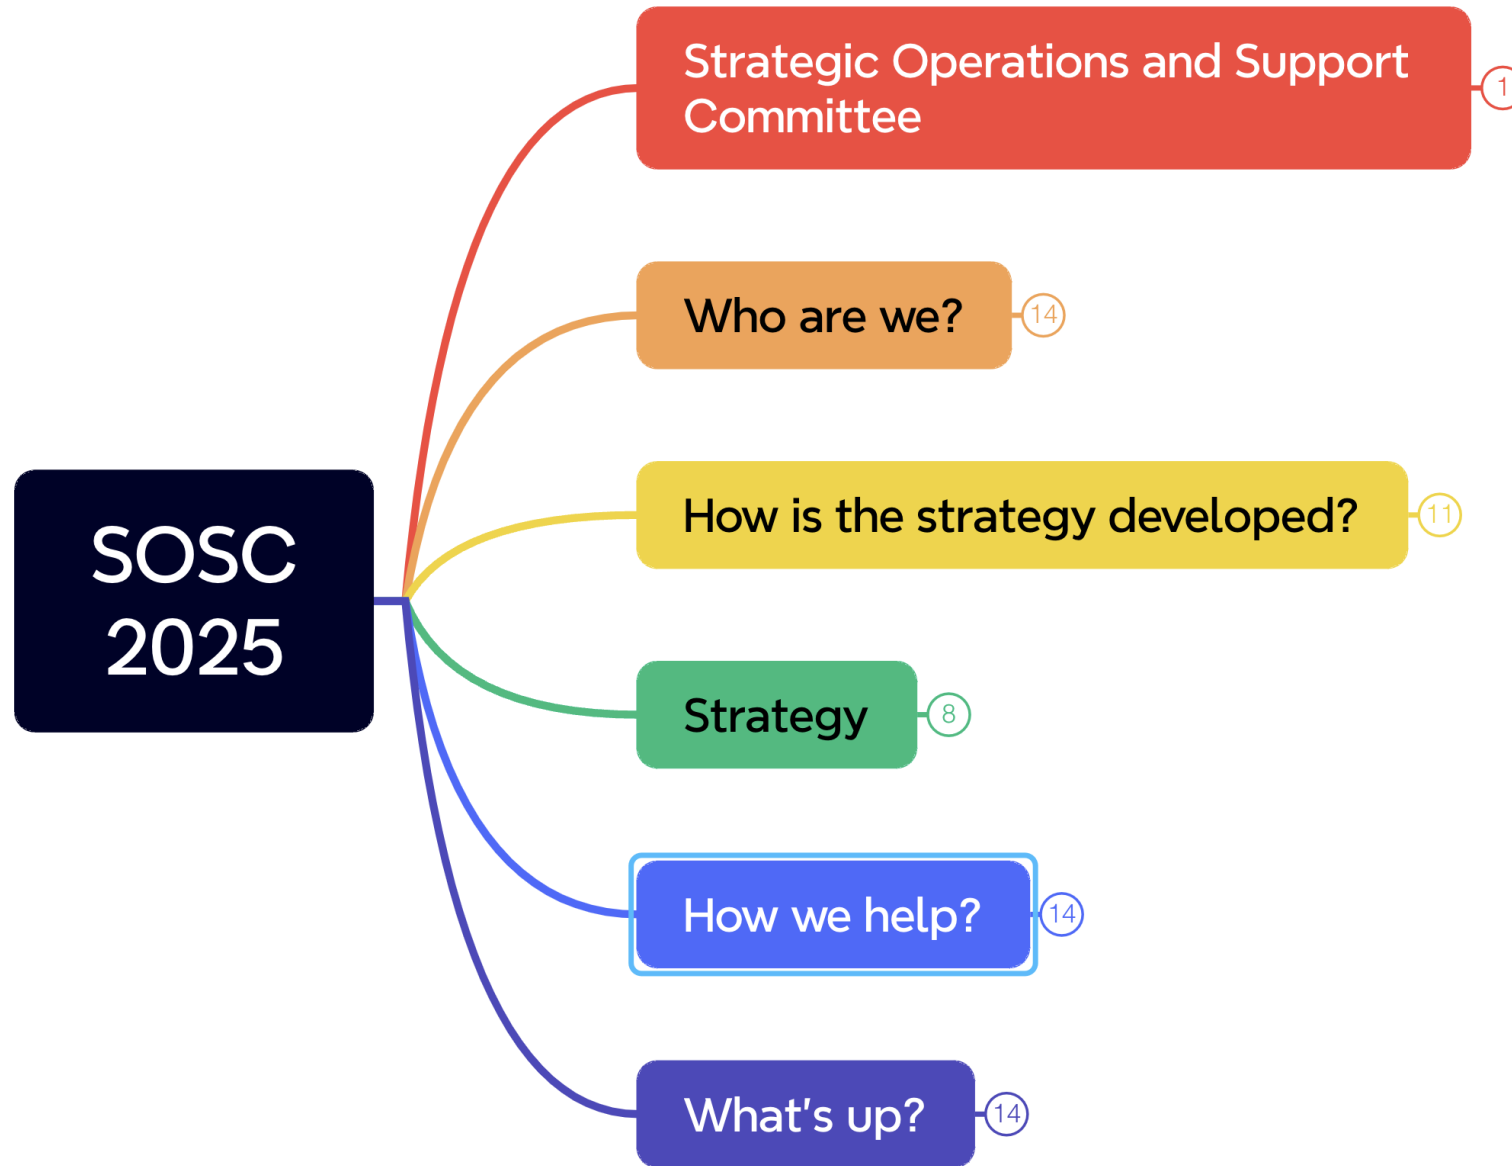 Strategic Operations and Support
Committee
1
Who are we?
14
SOSC
2025
How is the strategy developed?
11
Strategy
8
How we help?
14
What's up?
14